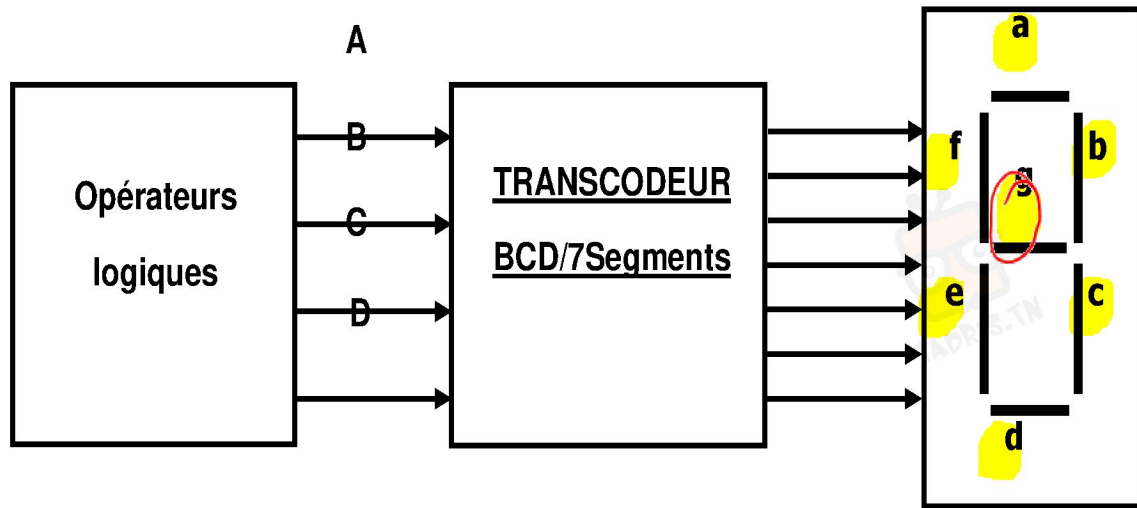 A
B
C
D
Opérateurs
logiques
TRANSCODEUR
BCD/7Segments
a
f
b
g
e
c
d